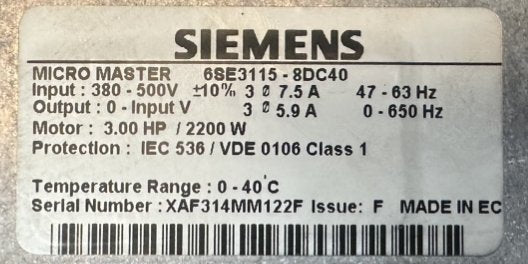 SIEMENS
MICRO MASTER 6SE3115 - 8DC40
Input : 380 - 500V ±10% 3 ø 7.5 A 47 - 63 Hz
Output : 0 - Input V 3 ø 5.9 A 0 - 650 Hz
Motor : 3.00 HP / 2200 W
Protection : IEC 536 / VDE 0106 Class 1
Temperature Range : 0 - 40°C
Serial Number : XAF314MM122F Issue: F MADE IN EC